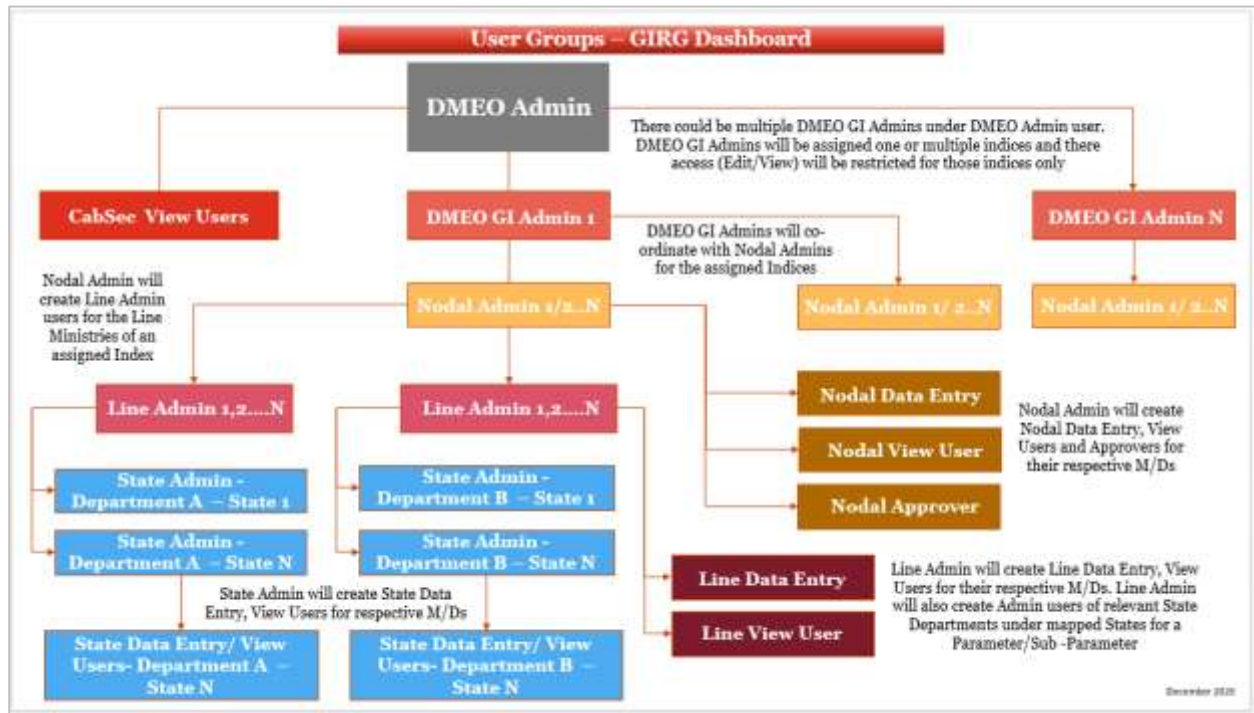 User Groups – GIRG Dashboard
DMEO Admin
There could be multiple DMEO GI Admins under DMEO Admin user.
DMEO GI Admins will be assigned one or multiple indices and there
access (Edit/View) will be restricted for those indices only
CabSec View Users
DMEO GI Admin 1
DMEO GI Admin N
DMEO GI Admins will co-
ordinate with Nodal Admins
for the assigned Indices
Nodal Admin will
create Line Admin
users for the Line
Ministries of an
assigned Index
Nodal Admin 1/2..N
Nodal Admin 1/ 2..N
Nodal Admin 1/ 2..N
Line Admin 1,2....N
Line Admin 1,2....N
Nodal Data Entry
Nodal View User
Nodal Approver
Nodal Admin will create
Nodal Data Entry, View
Users and Approvers for
their respective M/Ds
State Admin -
Department A – State 1
State Admin -
Department B – State 1
State Admin -
Department A – State N
State Admin -
Department B – State N
State Admin will create State Data
Entry, View Users for respective M/Ds
Line Data Entry
Line View User
Line Admin will create Line Data Entry, View
Users for their respective M/Ds. Line Admin
will also create Admin users of relevant State
Departments under mapped States for a
Parameter/Sub -Parameter
State Data Entry/ View
Users- Department A –
State N
State Data Entry/ View
Users- Department B –
State N
December 2020